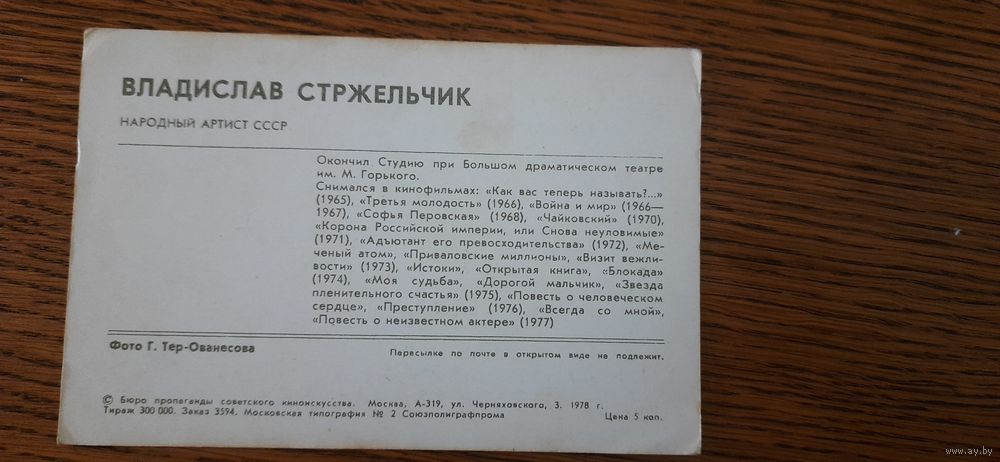 ВЛАДИСЛАВ СТРЖЕЛЬЧИК
НАРОДНЫЙ АРТИСТ СССР
Окончил Студию при Большом драматическом театре
им. М. Горького.
Снимался в кинофильмах: «Как вас теперь называть?...»
(1965), «Третья молодость» (1966), «Война и мир» (1966—
1967), «Софья Перовская» (1968), «Чайковский» (1970),
«Корона Российской империи, или Снова неуловимые»
(1971), «Адъютант его превосходительства» (1972), «Ме-
ченый атом», «Приваловские миллионы», «Визит вежли-
вости» (1973), «Истоки», «Открытая книга», «Блокада»
(1974), «Моя судьба», «Дорогой мальчик», «Звезда
пленительного счастья» (1975), «Повесть о человеческом
сердце», «Преступление» (1976), «Всегда со мной»,
«Повесть о неизвестном актере» (1977)
Фото Г. Тер-Ованесова
Пересылке по почте в открытом виде не подлежит.
© Бюро пропаганды советского киноискусства. Москва, А-319, ул. Черняховского, 3. 1978 г.
Тираж 300 000. Заказ 3594. Московская типография № 2 Союзполиграфпрома
Цена 5 коп.
www.ay.by